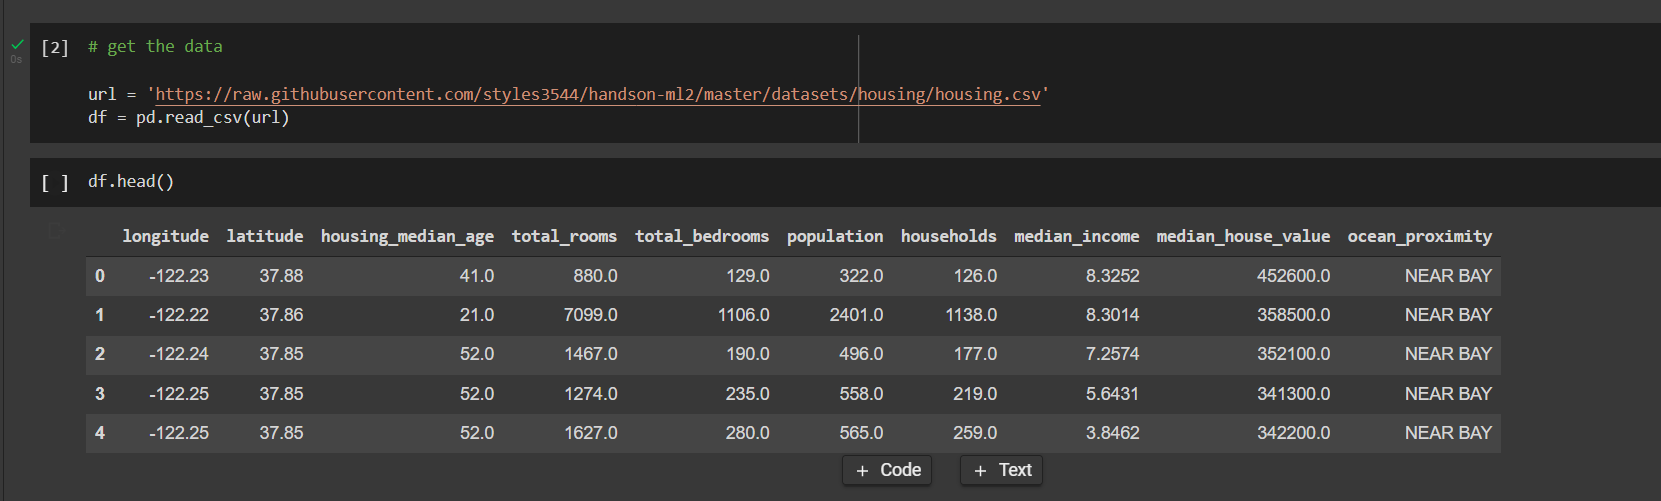 [2] # get the data
0s
url = 'https://raw.githubusercontent.com/styles3544/handson-ml2/master/datasets/housing/housing.csv'
df = pd.read_csv(url)
[ ] df.head()
longitude latitude housing_median_age total_rooms total_bedrooms population households median_income median_house_value ocean_proximity
0 -122.23 37.88 41.0 880.0 129.0 322.0 126.0 8.3252 452600.0 NEAR BAY
1 -122.22 37.86 21.0 7099.0 1106.0 2401.0 1138.0 8.3014 358500.0 NEAR BAY
2 -122.24 37.85 52.0 1467.0 190.0 496.0 177.0 7.2574 352100.0 NEAR BAY
3 -122.25 37.85 52.0 1274.0 235.0 558.0 219.0 5.6431 341300.0 NEAR BAY
4 -122.25 37.85 52.0 1627.0 280.0 565.0 259.0 3.8462 342200.0 NEAR BAY
+ Code + Text